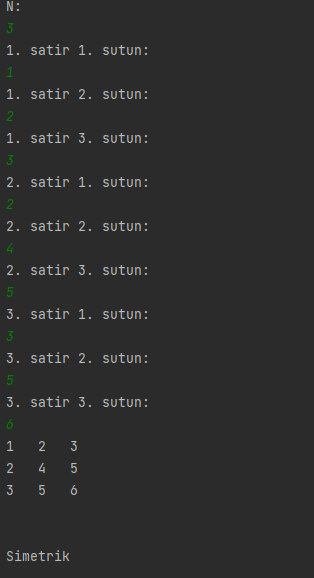 N:
3
1. satir 1. sutun:
1
1. satir 2. sutun:
2
1. satir 3. sutun:
3
2. satir 1. sutun:
2
2. satir 2. sutun:
4
2. satir 3. sutun:
5
3. satir 1. sutun:
3
3. satir 2. sutun:
5
3. satir 3. sutun:
6
1 2 3
2 4 5
3 5 6
Simetrik